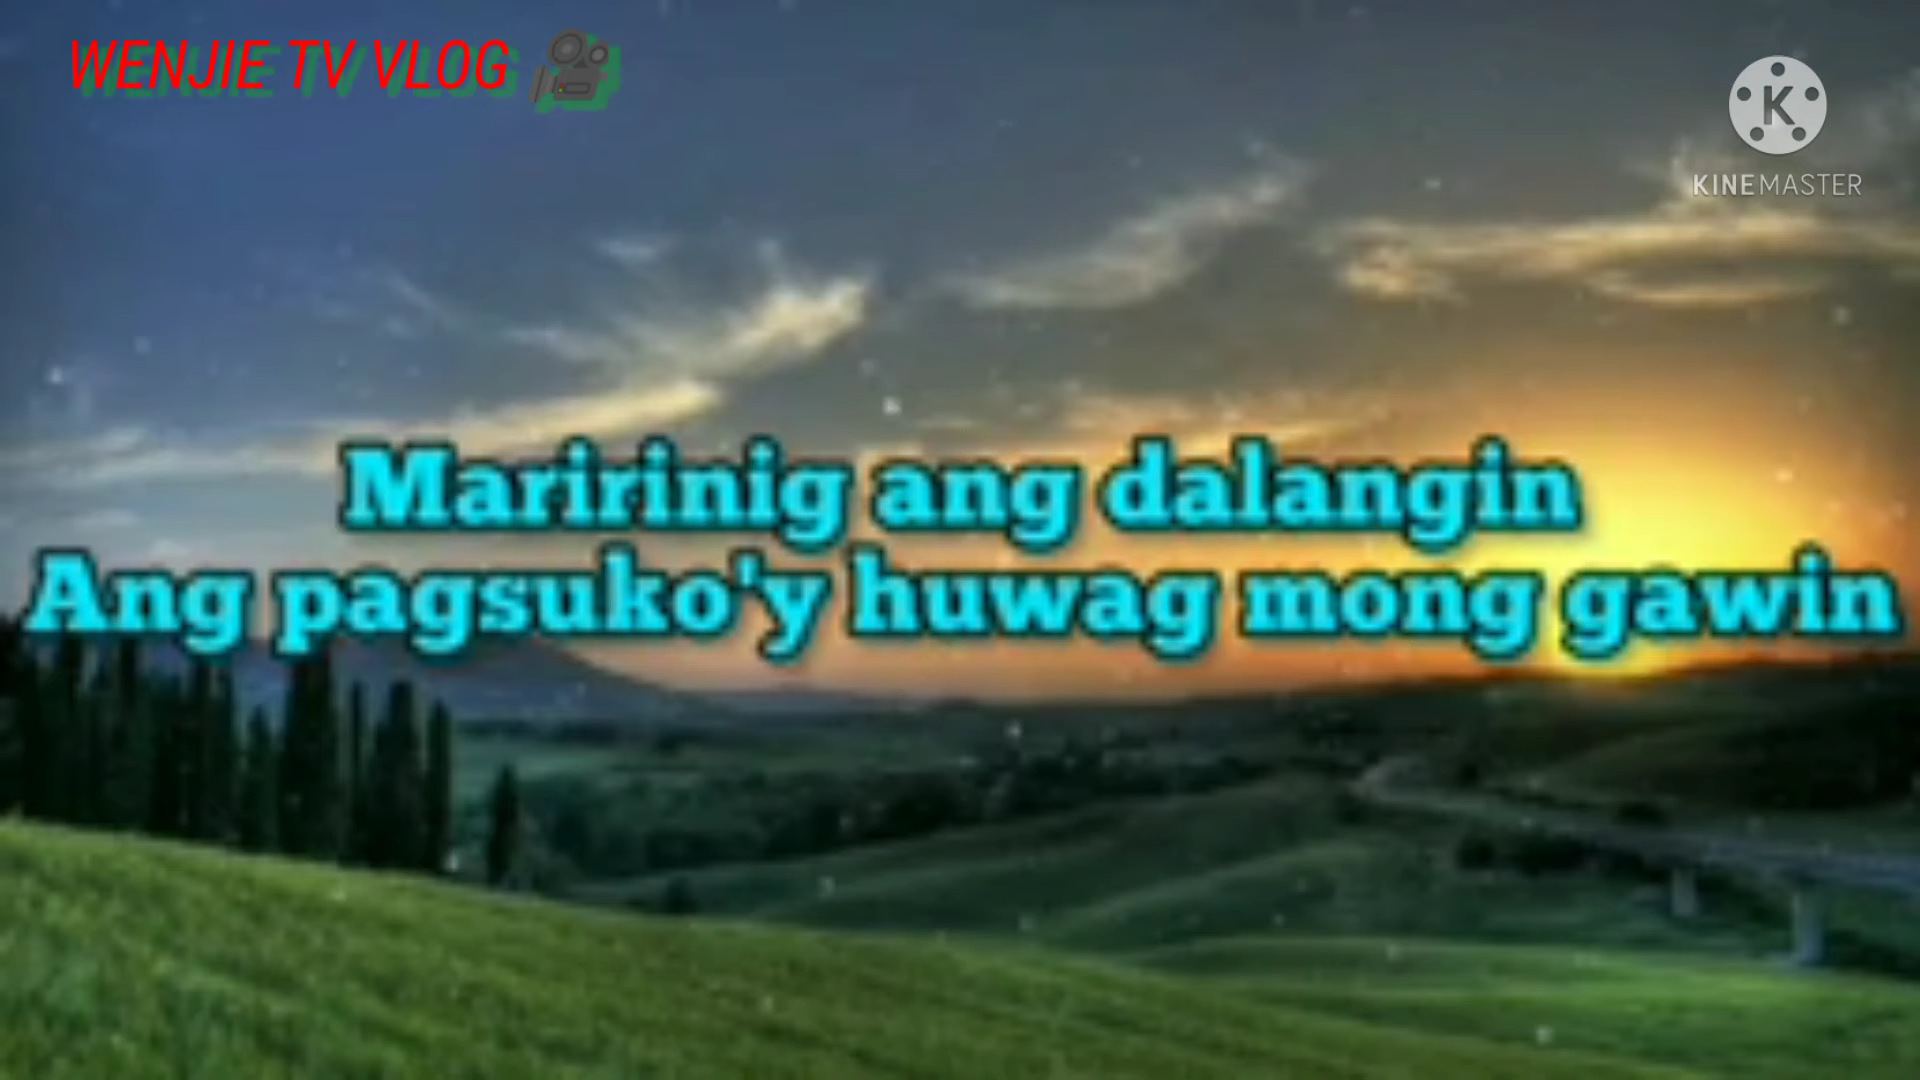 WENJIE TV VLOG
K
KINEMASTER
Maririnig ang dalangin
Ang pagsuko'y huwag mong gawin